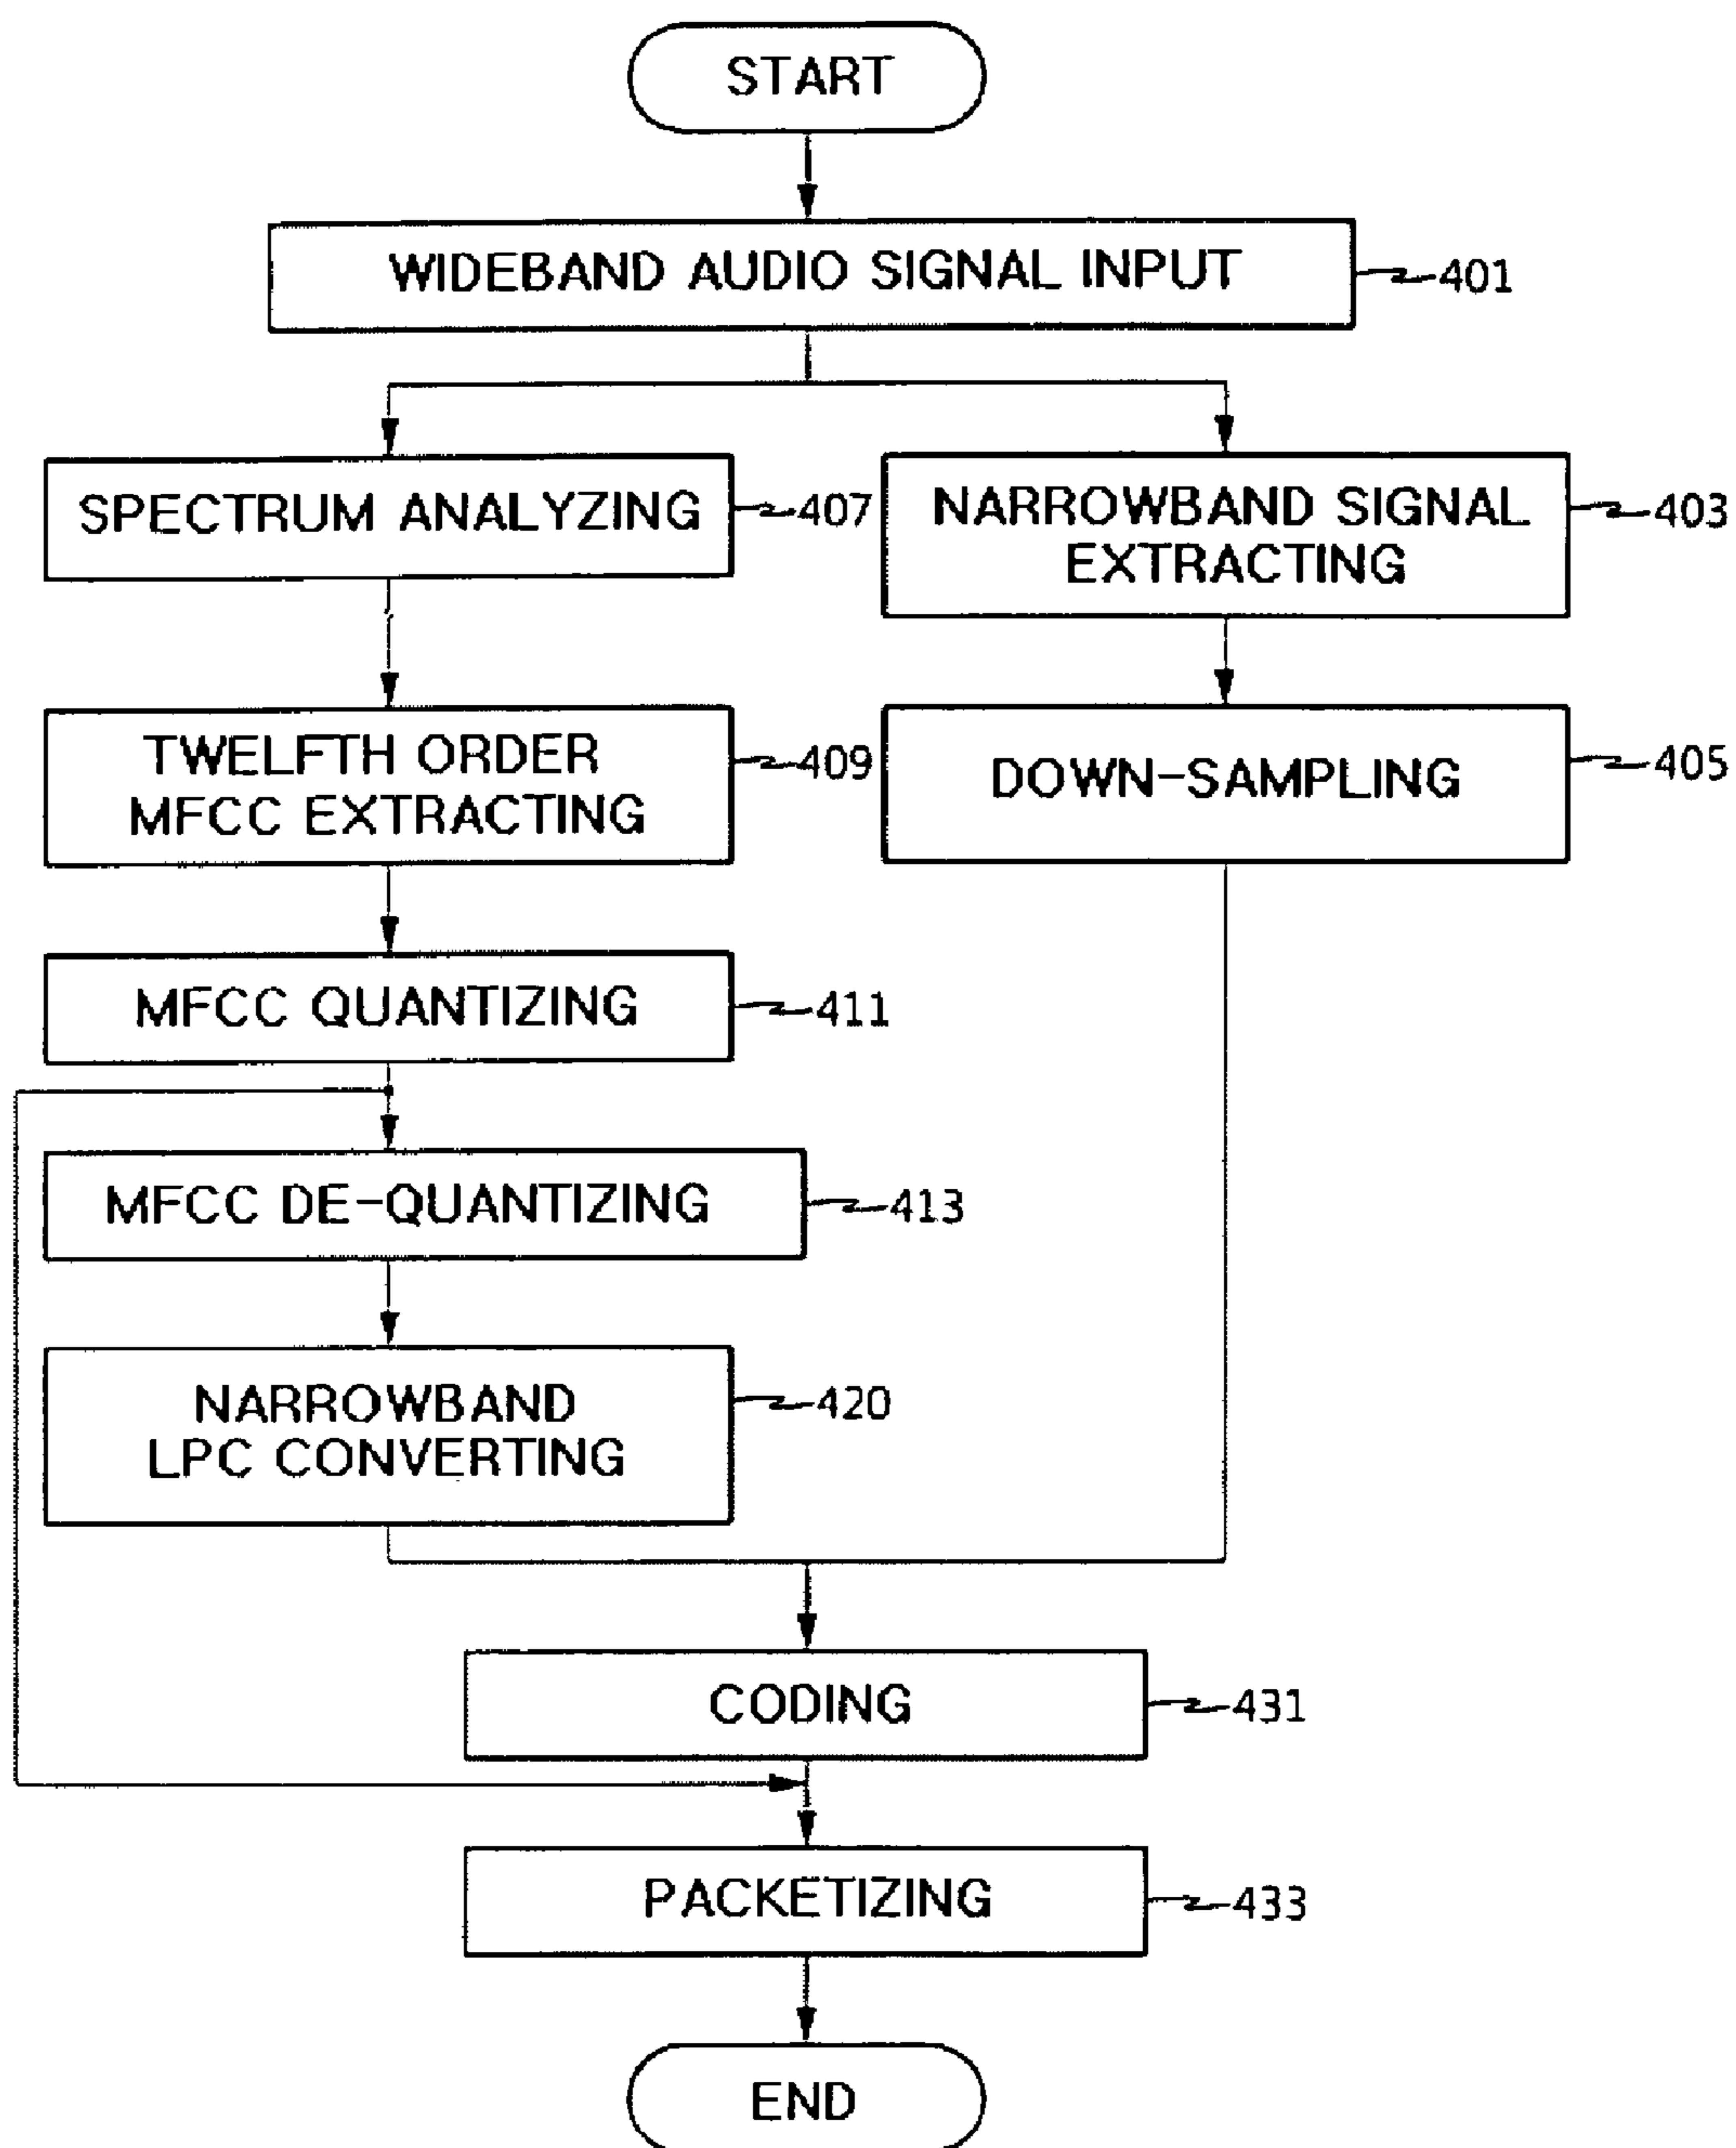 START
WIDEBAND AUDIO SIGNAL INPUT
401
SPECTRUM ANALYZING
407
NARROWBAND SIGNAL
EXTRACTING
403
TWELFTH ORDER
MFCC EXTRACTING
409
DOWN-SAMPLING
405
MFCC QUANTIZING
411
MFCC DE-QUANTIZING
413
NARROWBAND
LPC CONVERTING
420
CODING
431
PACKETIZING
433
END